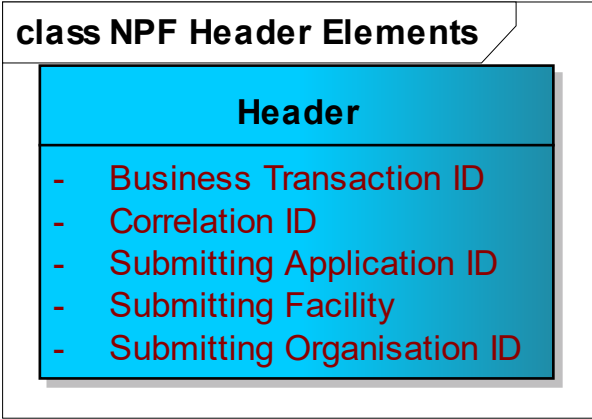 class NPF Header Elements
Header
- Business Transaction ID
- Correlation ID
- Submitting Application ID
- Submitting Facility
- Submitting Organisation ID